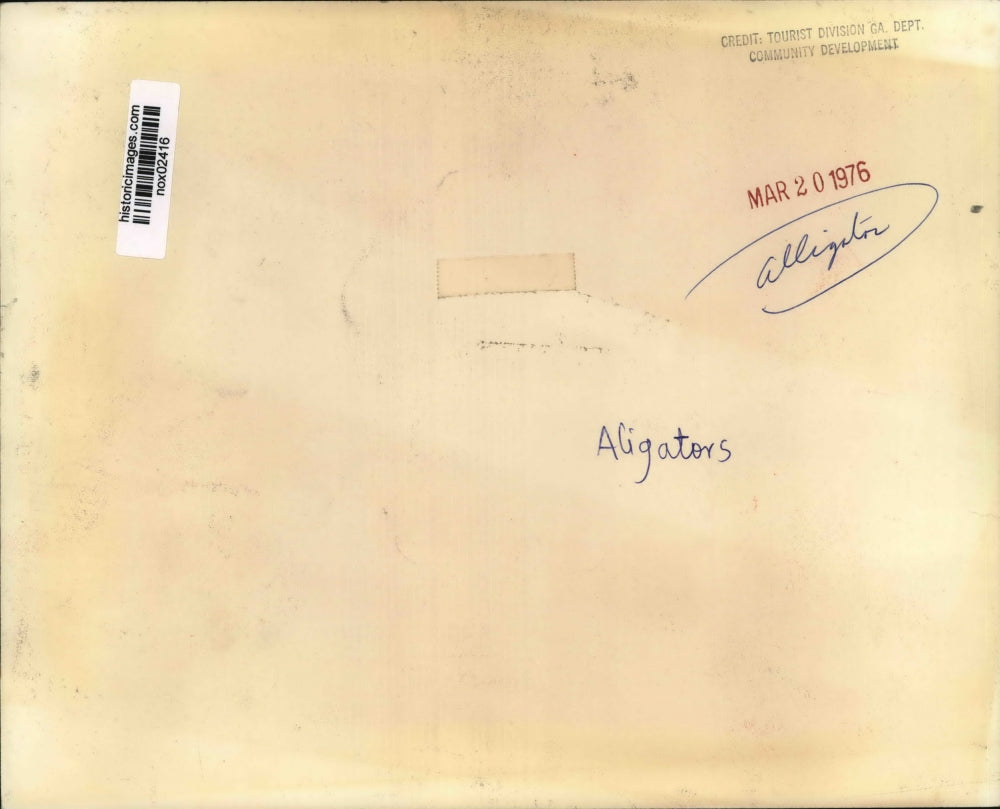 CREDIT: TOURIST DIVISION GA. DEPT.
COMMUNITY DEVELOPMENT
historicimages.com
nox02416
MAR 20 1976
alligator
Aligators